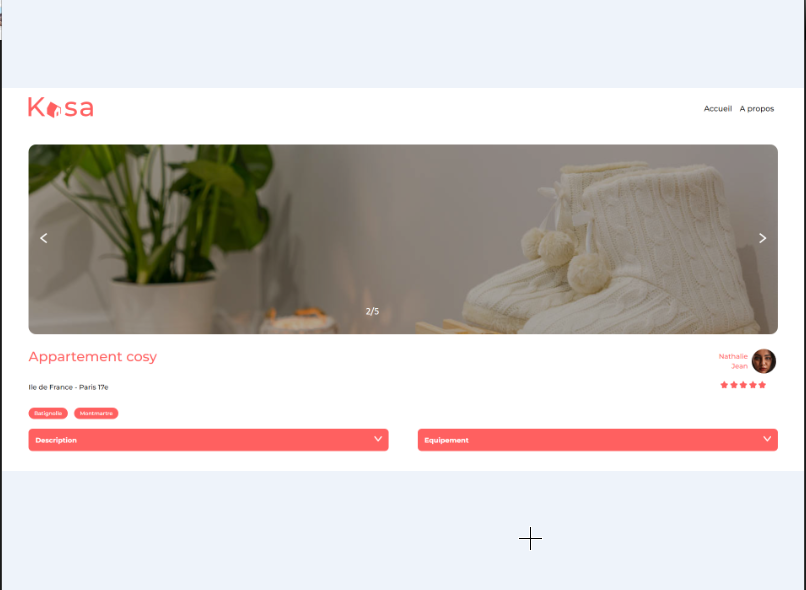 Kasa
Accueil A propos
2/5
Appartement cosy
Nathalie
Jean
Ile de France - Paris 17e
Batignolle Montmartre
Description
Equipement